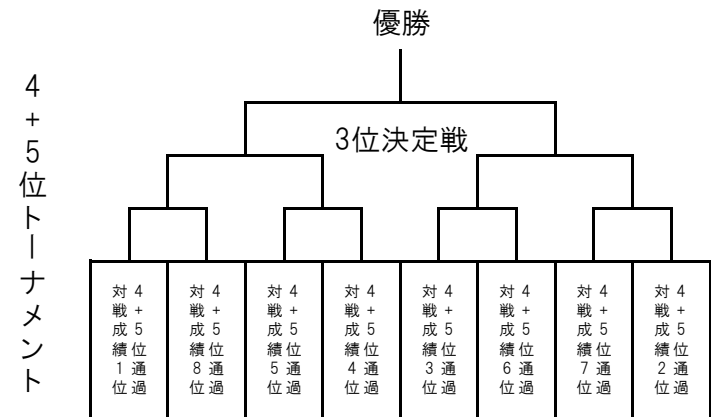 優勝
4+5位トーナメント
3位決定戦
4+5位通過
対戦成績1位
4+5位通過
対戦成績8位
4+5位通過
対戦成績5位
4+5位通過
対戦成績4位
4+5位通過
対戦成績3位
4+5位通過
対戦成績6位
4+5位通過
対戦成績7位
4+5位通過
対戦成績2位